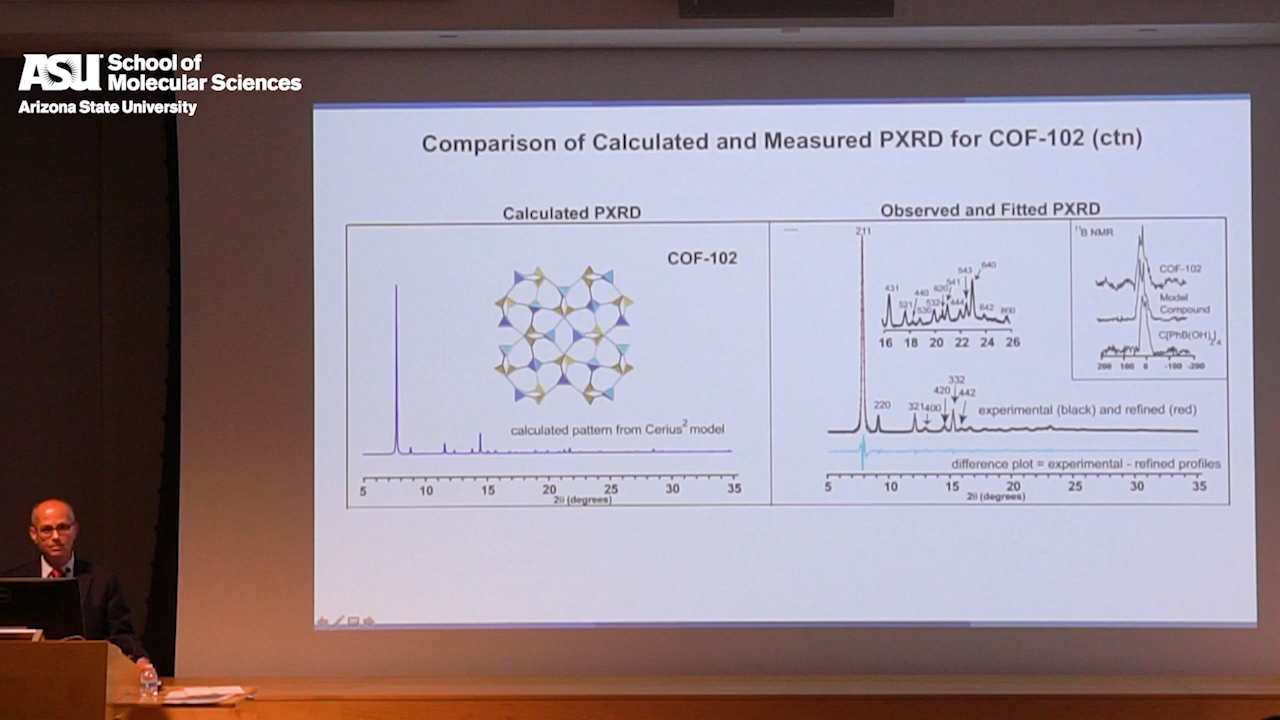 ASU School of
Molecular Sciences
Arizona State University
Comparison of Calculated and Measured PXRD for COF-102 (ctn)
Calculated PXRD
COF-102
calculated pattern from Cerius2 model
5 10 15 20 25 30 35
2θ (degrees)
Observed and Fitted PXRD
211
431 521 440 530 532 620 541 444 543 640 642 800
16 18 20 22 24 26
11B NMR
COF-102
Model
Compound
C[PhB(OH)2]4
200 100 0 -100 -200
220 321 400 420 332 442
experimental (black) and refined (red)
difference plot = experimental - refined profiles
5 10 15 20 25 30 35
2θ (degrees)